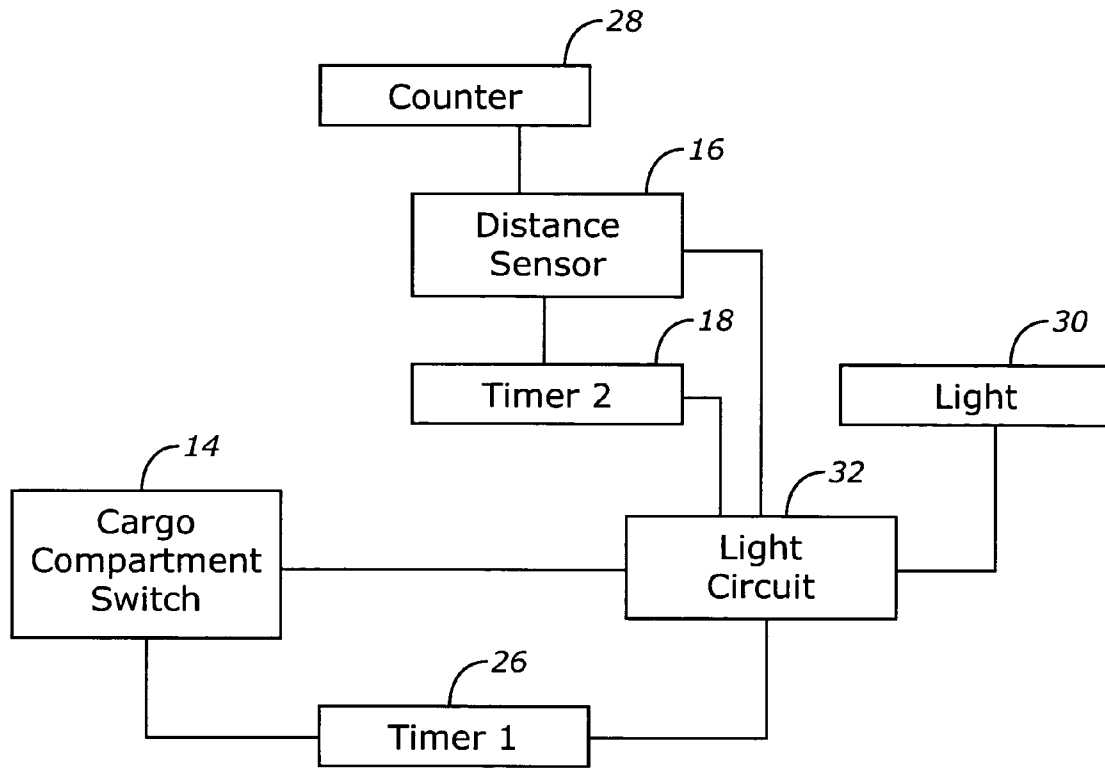 28
Counter
16
Distance
Sensor
18
Timer 2
30
Light
14
Cargo
Compartment
Switch
32
Light
Circuit
26
Timer 1